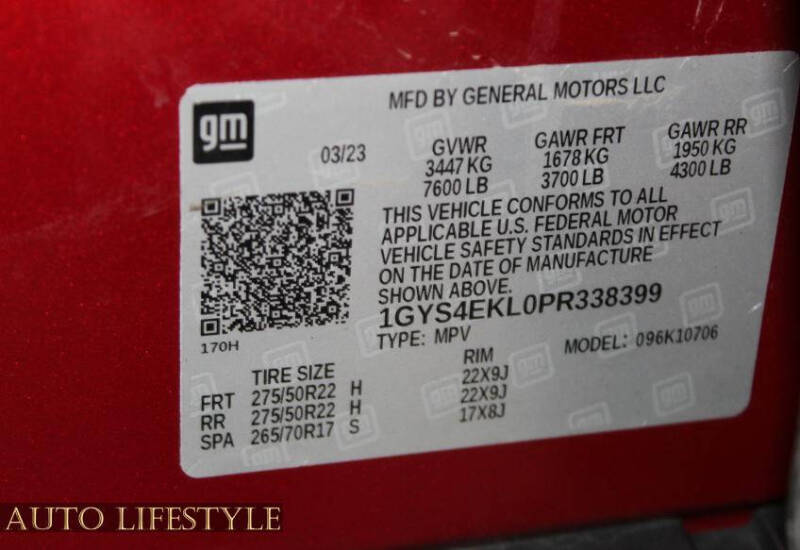 gm
MFD BY GENERAL MOTORS LLC
03/23 GVWR GAWR FRT GAWR RR
3447 KG 1678 KG 1950 KG
7600 LB 3700 LB 4300 LB
THIS VEHICLE CONFORMS TO ALL
APPLICABLE U.S. FEDERAL MOTOR
VEHICLE SAFETY STANDARDS IN EFFECT
ON THE DATE OF MANUFACTURE
SHOWN ABOVE.
1GYS4EKL0PR338399
170H
TYPE: MPV MODEL: 096K10706
TIRE SIZE RIM
FRT 275/50R22 H 22X9J
RR 275/50R22 H 22X9J
SPA 265/70R17 S 17X8J
AUTO LIFESTYLE